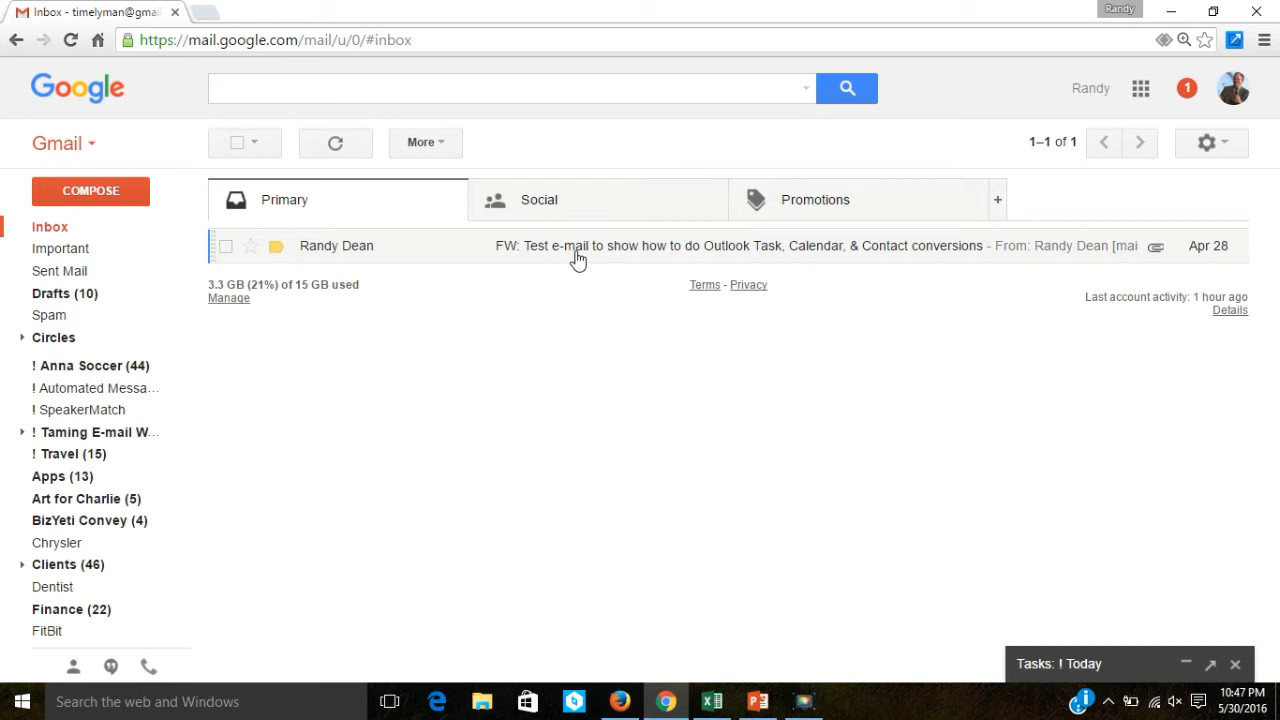 Inbox - timelyman@gmai
Randy
https://mail.google.com/mail/u/0/#inbox
Google
Randy
1
Gmail
More
1–1 of 1
COMPOSE
Primary
Social
Promotions
+
Inbox
Randy Dean
FW: Test e-mail to show how to do Outlook Task, Calendar, & Contact conversions - From: Randy Dean [mai
Apr 28
Important
Sent Mail
Drafts (10)
Spam
Circles
! Anna Soccer (44)
! Automated Messa...
! SpeakerMatch
! Taming E-mail W...
! Travel (15)
Apps (13)
Art for Charlie (5)
BizYeti Convey (4)
Chrysler
Clients (46)
Dentist
Finance (22)
FitBit
3.3 GB (21%) of 15 GB used
Manage
Terms - Privacy
Last account activity: 1 hour ago
Details
Tasks: ! Today
Search the web and Windows
10:47 PM
5/30/2016